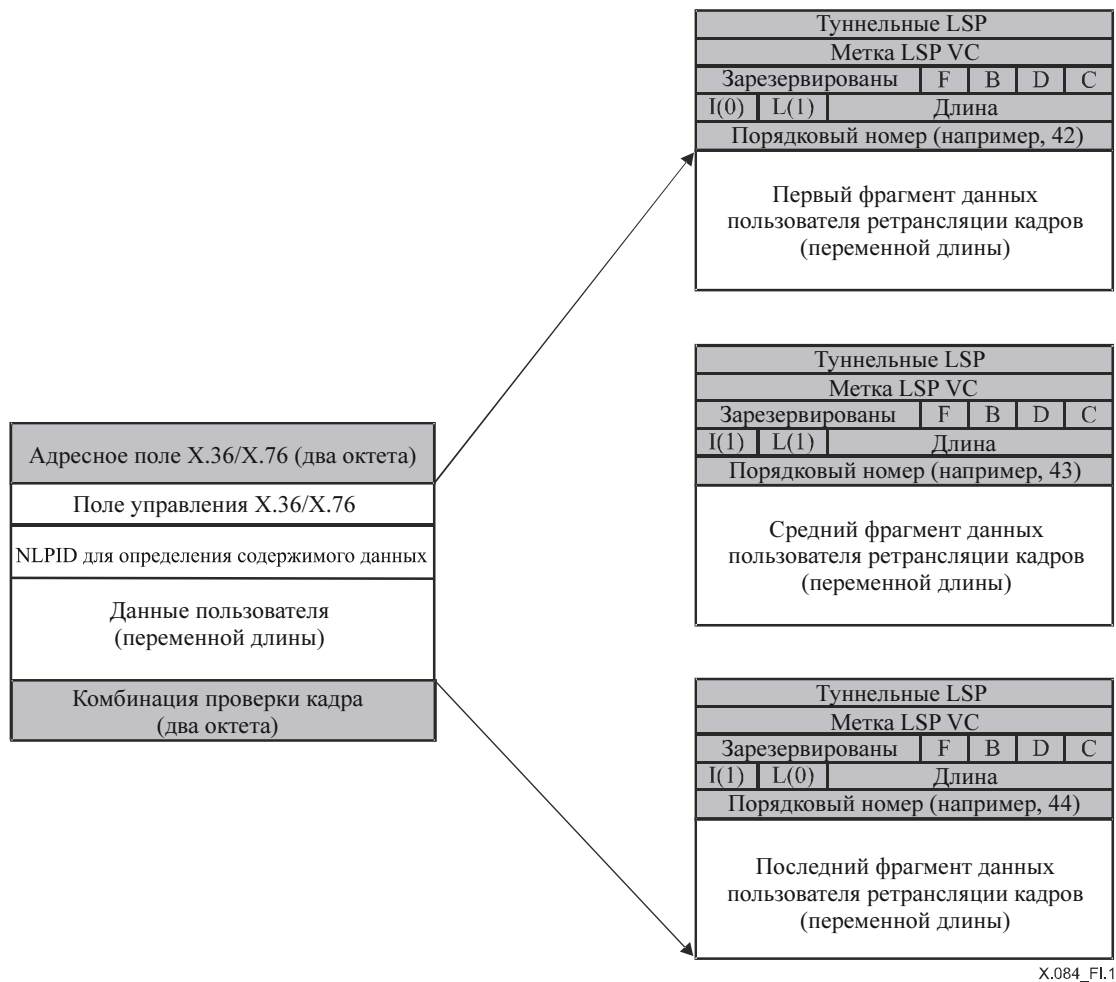 Туннельные LSP
Метка LSP VC
Зарезервированы F B D C
I(0) L(1) Длина
Порядковый номер (например, 42)
Первый фрагмент данных
пользователя ретрансляции кадров
(переменной длины)
Туннельные LSP
Метка LSP VC
Зарезервированы F B D C
I(1) L(1) Длина
Порядковый номер (например, 43)
Средний фрагмент данных
пользователя ретрансляции кадров
(переменной длины)
Адресное поле X.36/X.76 (два октета)
Поле управления X.36/X.76
NLPID для определения содержимого данных
Данные пользователя
(переменной длины)
Комбинация проверки кадра
(два октета)
Туннельные LSP
Метка LSP VC
Зарезервированы F B D C
I(1) L(0) Длина
Порядковый номер (например, 44)
Последний фрагмент данных
пользователя ретрансляции кадров
(переменной длины)
X.084_FI.1